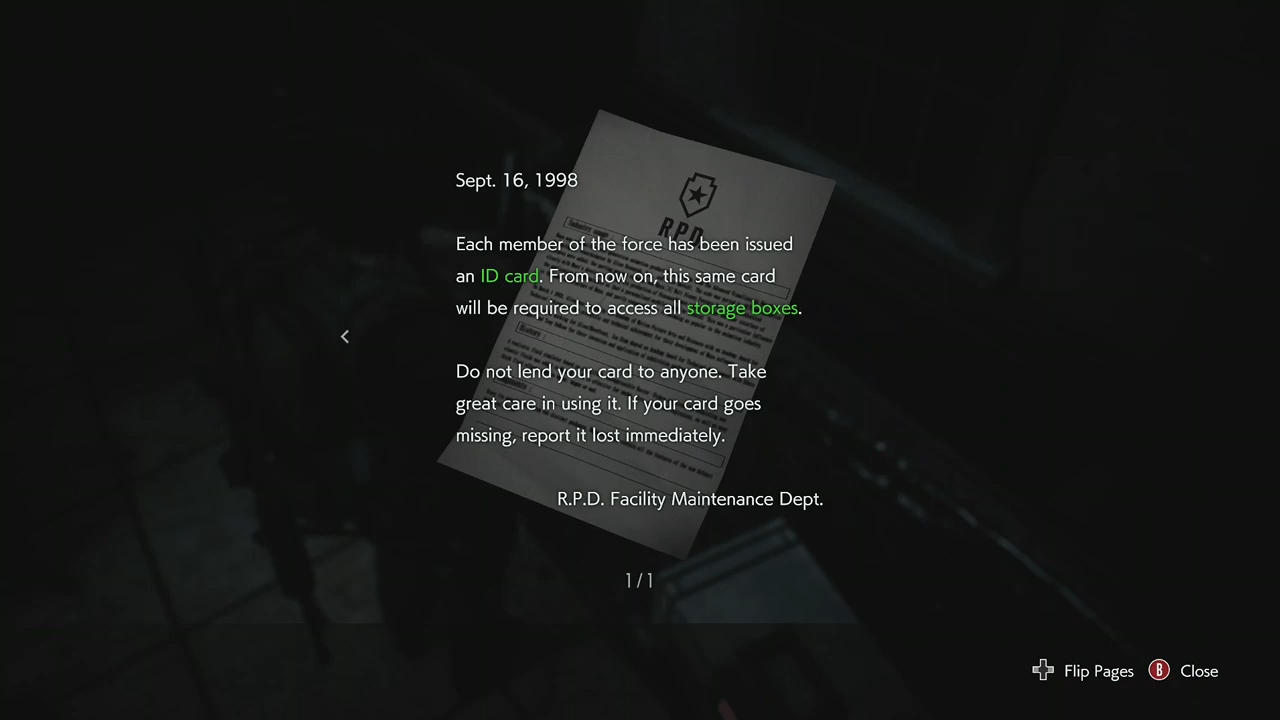 Sept. 16, 1998
R.P.D.
Each member of the force has been issued
an ID card. From now on, this same card
will be required to access all storage boxes.
Do not lend your card to anyone. Take
great care in using it. If your card goes
missing, report it lost immediately.
R.P.D. Facility Maintenance Dept.
1/1
Flip Pages
B
Close